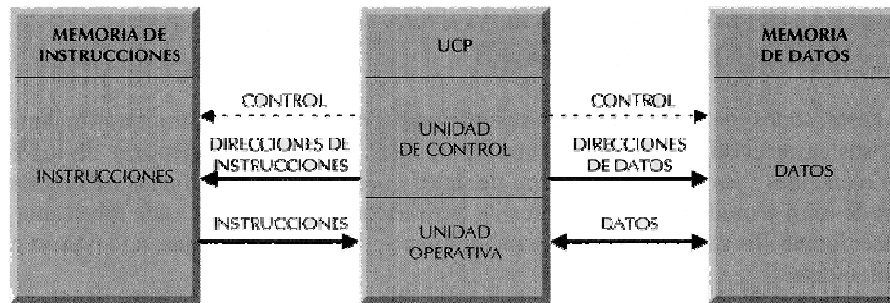 MEMORIA DE
INSTRUCCIONES
INSTRUCCIONES
CONTROL
DIRECCIONES DE
INSTRUCCIONES
INSTRUCCIONES
UCP
UNIDAD
DE CONTROL
UNIDAD
OPERATIVA
CONTROL
DIRECCIONES
DE DATOS
DATOS
MEMORIA
DE DATOS
DATOS